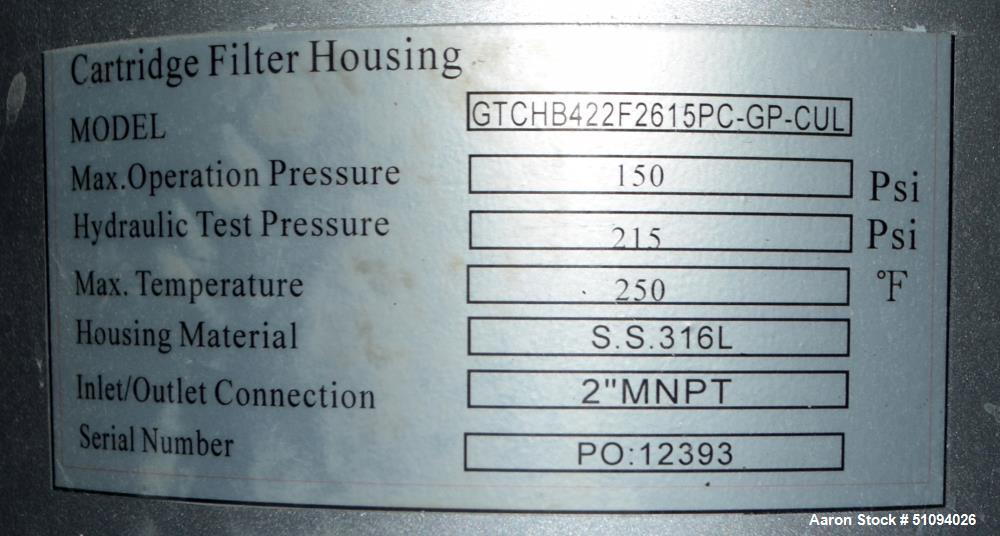 Cartridge Filter Housing
MODEL GTCHB422F2615PC-GP-CUL
Max.Operation Pressure 150 Psi
Hydraulic Test Pressure 215 Psi
Max. Temperature 250 °F
Housing Material S.S.316L
Inlet/Outlet Connection 2"MNPT
Serial Number PO:12393
Aaron Stock # 51094026